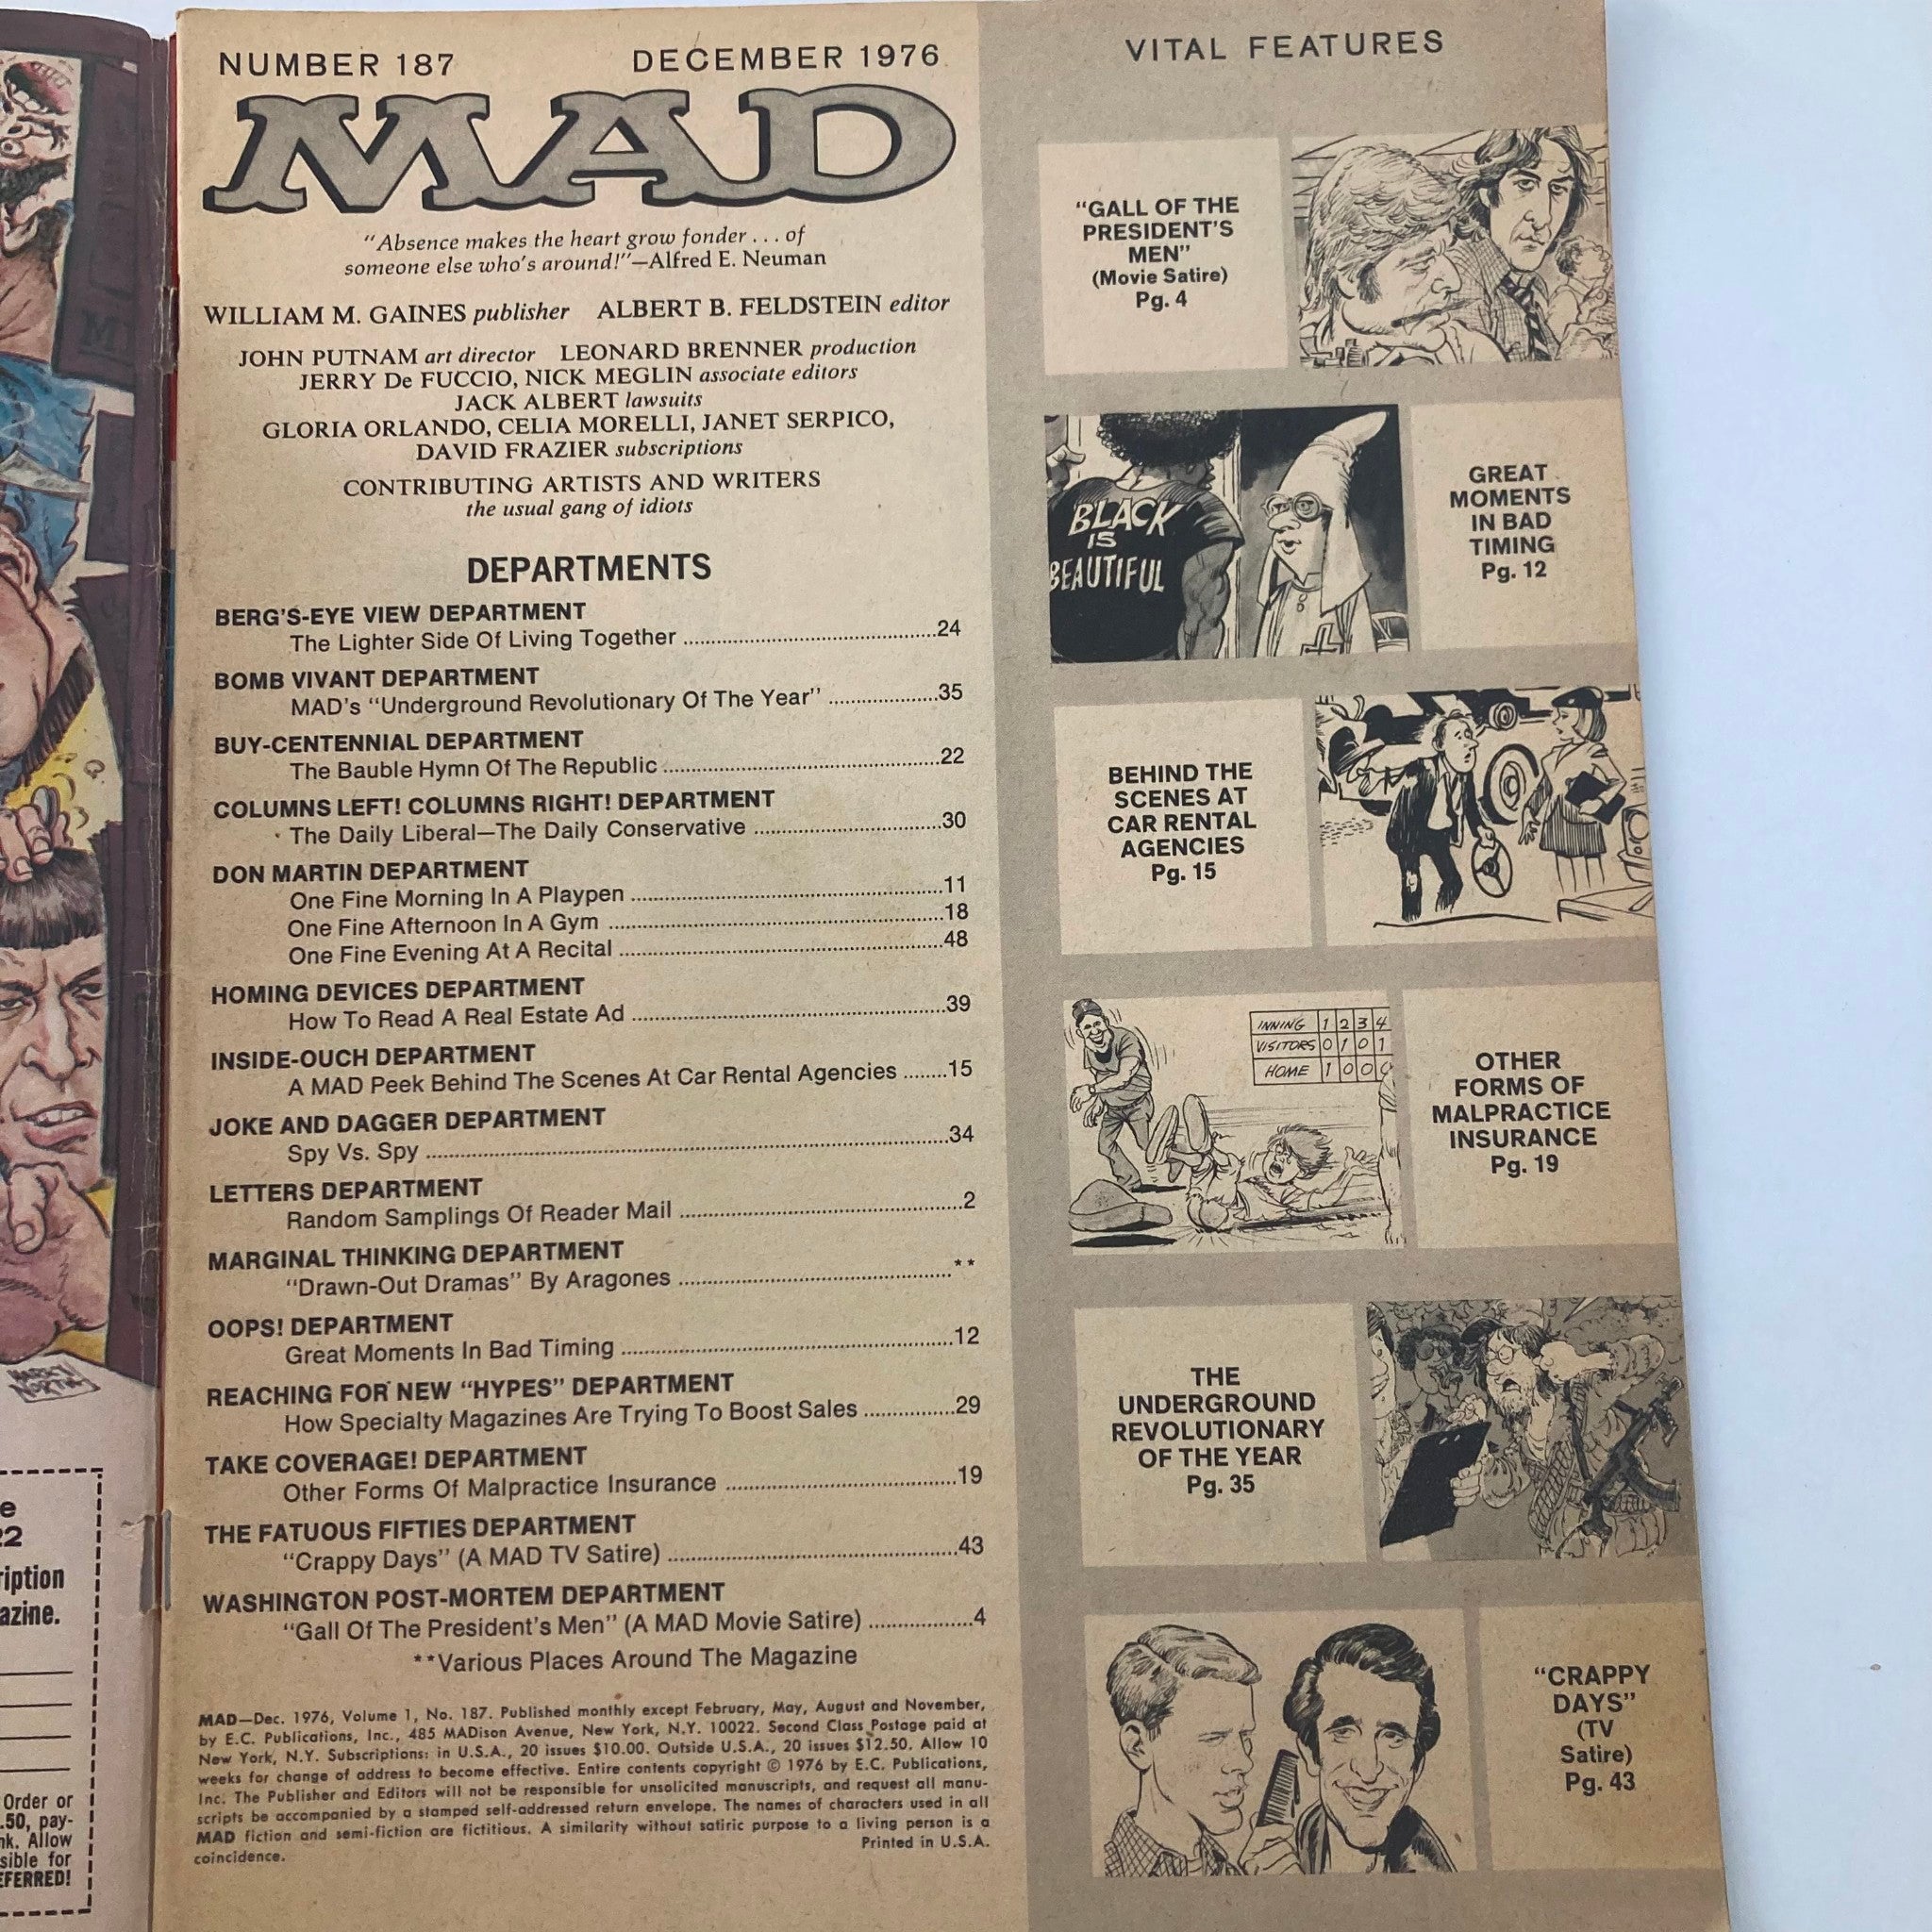 NUMBER 187 DECEMBER 1976
MAD
"Absence makes the heart grow fonder . . . of
someone else who's around!"—Alfred E. Neuman
WILLIAM M. GAINES publisher ALBERT B. FELDSTEIN editor
JOHN PUTNAM art director LEONARD BRENNER production
JERRY De FUCCIO, NICK MEGLIN associate editors
JACK ALBERT lawsuits
GLORIA ORLANDO, CELIA MORELLI, JANET SERPICO,
DAVID FRAZIER subscriptions
CONTRIBUTING ARTISTS AND WRITERS
the usual gang of idiots
DEPARTMENTS
BERG'S-EYE VIEW DEPARTMENT
The Lighter Side Of Living Together ..........24
BOMB VIVANT DEPARTMENT
MAD's "Underground Revolutionary Of The Year" ..........35
BUY-CENTENNIAL DEPARTMENT
The Bauble Hymn Of The Republic ..........22
COLUMNS LEFT! COLUMNS RIGHT! DEPARTMENT
The Daily Liberal—The Daily Conservative ..........30
DON MARTIN DEPARTMENT
One Fine Morning In A Playpen ..........11
One Fine Afternoon In A Gym ..........18
One Fine Evening At A Recital ..........48
HOMING DEVICES DEPARTMENT
How To Read A Real Estate Ad ..........39
INSIDE-OUCH DEPARTMENT
A MAD Peek Behind The Scenes At Car Rental Agencies ........15
JOKE AND DAGGER DEPARTMENT
Spy Vs. Spy ..........34
LETTERS DEPARTMENT
Random Samplings Of Reader Mail ..........2
MARGINAL THINKING DEPARTMENT
"Drawn-Out Dramas" By Aragones ..........**
OOPS! DEPARTMENT
Great Moments In Bad Timing ..........12
REACHING FOR NEW "HYPES" DEPARTMENT
How Specialty Magazines Are Trying To Boost Sales ..........29
TAKE COVERAGE! DEPARTMENT
Other Forms Of Malpractice Insurance ..........19
THE FATUOUS FIFTIES DEPARTMENT
"Crappy Days" (A MAD TV Satire) ..........43
WASHINGTON POST-MORTEM DEPARTMENT
"Gall Of The President's Men" (A MAD Movie Satire) ..........4
**Various Places Around The Magazine
MAD—Dec. 1976, Volume 1, No. 187. Published monthly except February, May, August and November,
by E.C. Publications, Inc., 485 MADison Avenue, New York, N.Y. 10022. Second Class Postage paid at
New York, N.Y. Subscriptions: in U.S.A., 20 issues $10.00. Outside U.S.A., 20 issues $12.50. Allow 10
weeks for change of address to become effective. Entire contents copyright © 1976 by E.C. Publications,
Inc. The Publisher and Editors will not be responsible for unsolicited manuscripts, and request all manu-
scripts be accompanied by a stamped self-addressed return envelope. The names of characters used in all
MAD fiction and semi-fiction are fictitious. A similarity without satiric purpose to a living person is a
coincidence. Printed in U.S.A.
VITAL FEATURES
"GALL OF THE
PRESIDENT'S
MEN"
(Movie Satire)
Pg. 4
BLACK
IS
BEAUTIFUL
GREAT
MOMENTS
IN BAD
TIMING
Pg. 12
BEHIND THE
SCENES AT
CAR RENTAL
AGENCIES
Pg. 15
INNING 1 2 3 4
VISITORS 0 1 0 1
HOME 1 0 0 0
OTHER
FORMS OF
MALPRACTICE
INSURANCE
Pg. 19
THE
UNDERGROUND
REVOLUTIONARY
OF THE YEAR
Pg. 35
"CRAPPY
DAYS"
(TV
Satire)
Pg. 43
Order or
.50, pay-
Allow